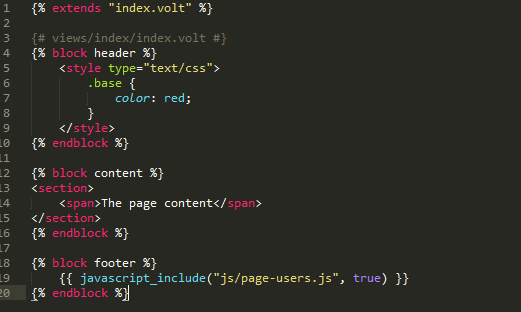 1 {% extends "index.volt" %}
2
3 {# views/index/index.volt #}
4 {% block header %}
5 <style type="text/css">
6 .base {
7 color: red;
8 }
9 </style>
10 {% endblock %}
11
12 {% block content %}
13 <section>
14 <span>The page content</span>
15 </section>
16 {% endblock %}
17
18 {% block footer %}
19 {{ javascript_include("js/page-users.js", true) }}
20 {% endblock %}